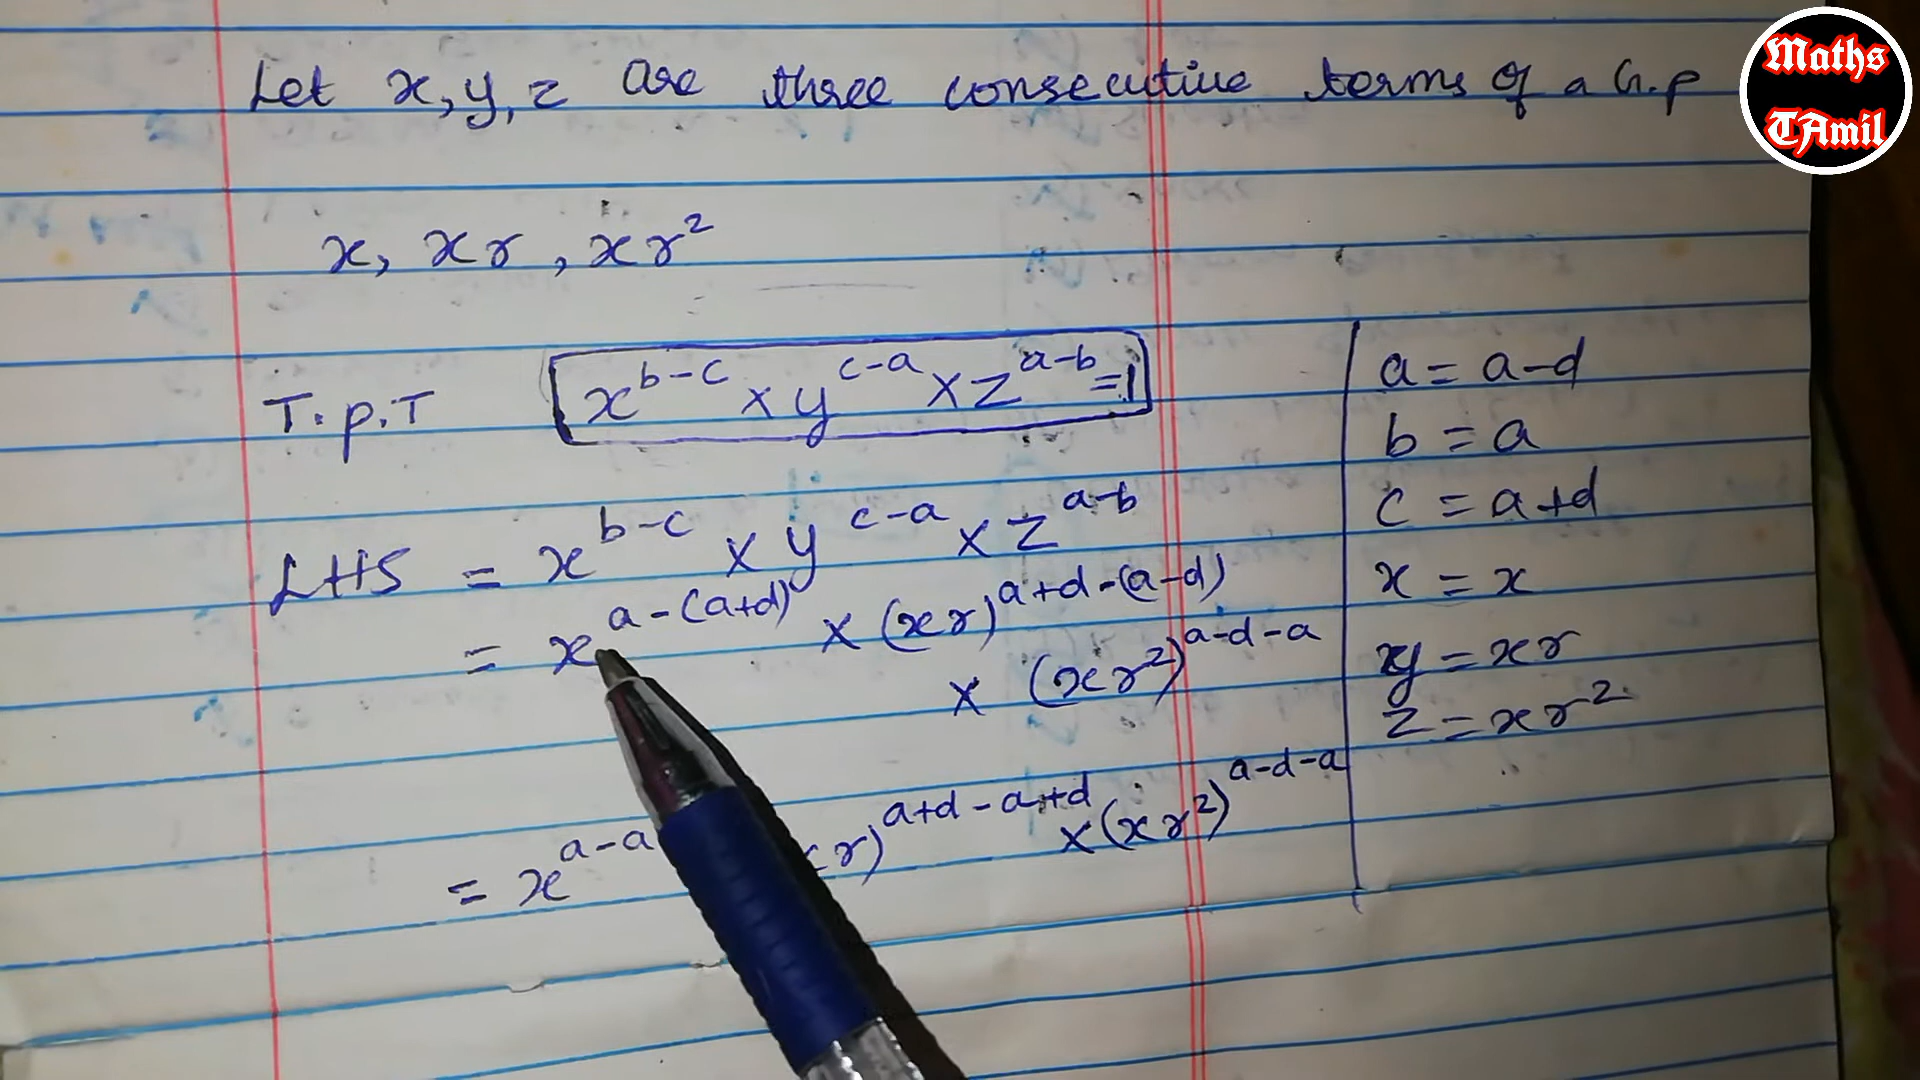 Maths
TAmil
Let x, y, z are three consecutive terms of a G.p
x, xr, xr²
T.p.T x^(b-c) × y^(c-a) × z^(a-b) = 1
LHS = x^(b-c) × y^(c-a) × z^(a-b)
= x^(a-(a+d)) × (xr)^(a+d-(a-d))
× (xr²)^(a-d-a)
= x^(a-a r)^(a+d-a+d) × (xr²)^(a-d-a)
a = a-d
b = a
c = a+d
x = x
y = xr
z = xr²